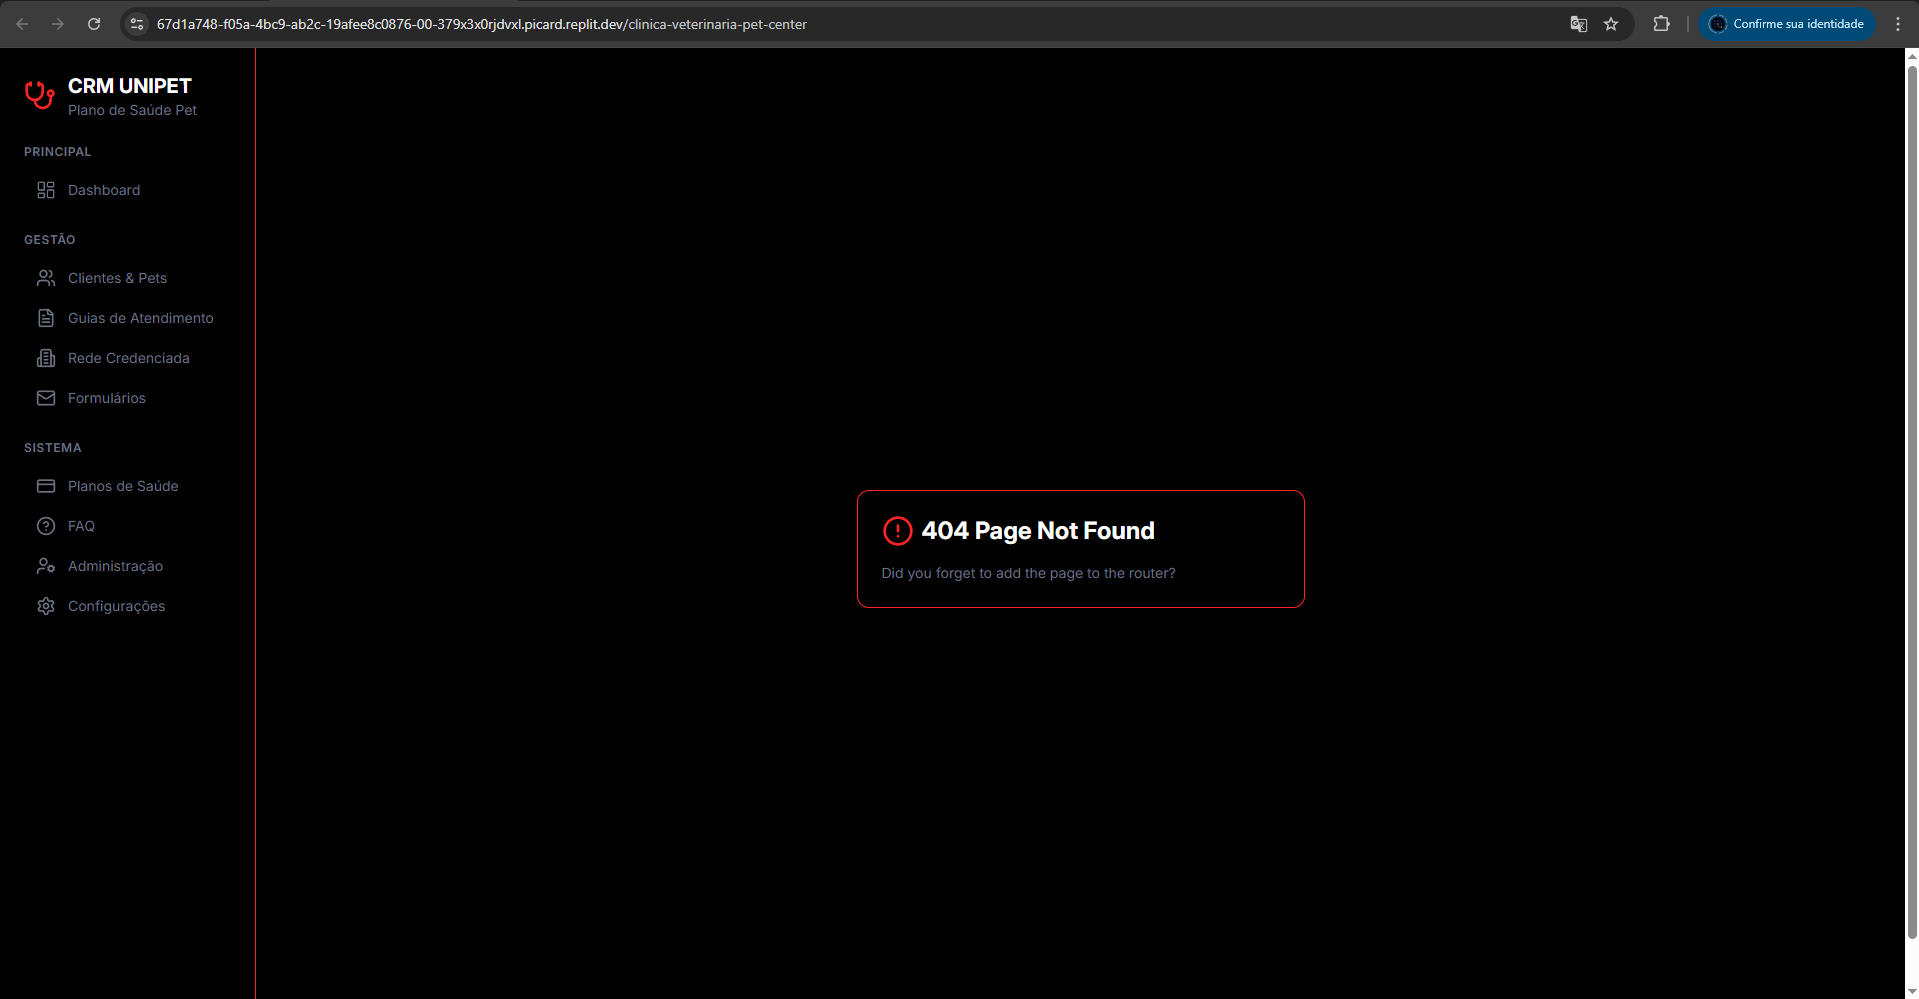 67d1a748-f05a-4bc9-ab2c-19afee8c0876-00-379x3x0rjdvxl.picard.replit.dev/clinica-veterinaria-pet-center
Confirme sua identidade
CRM UNIPET
Plano de Saúde Pet
PRINCIPAL
Dashboard
GESTÃO
Clientes & Pets
Guias de Atendimento
Rede Credenciada
Formulários
SISTEMA
Planos de Saúde
FAQ
Administração
Configurações
404 Page Not Found
Did you forget to add the page to the router?